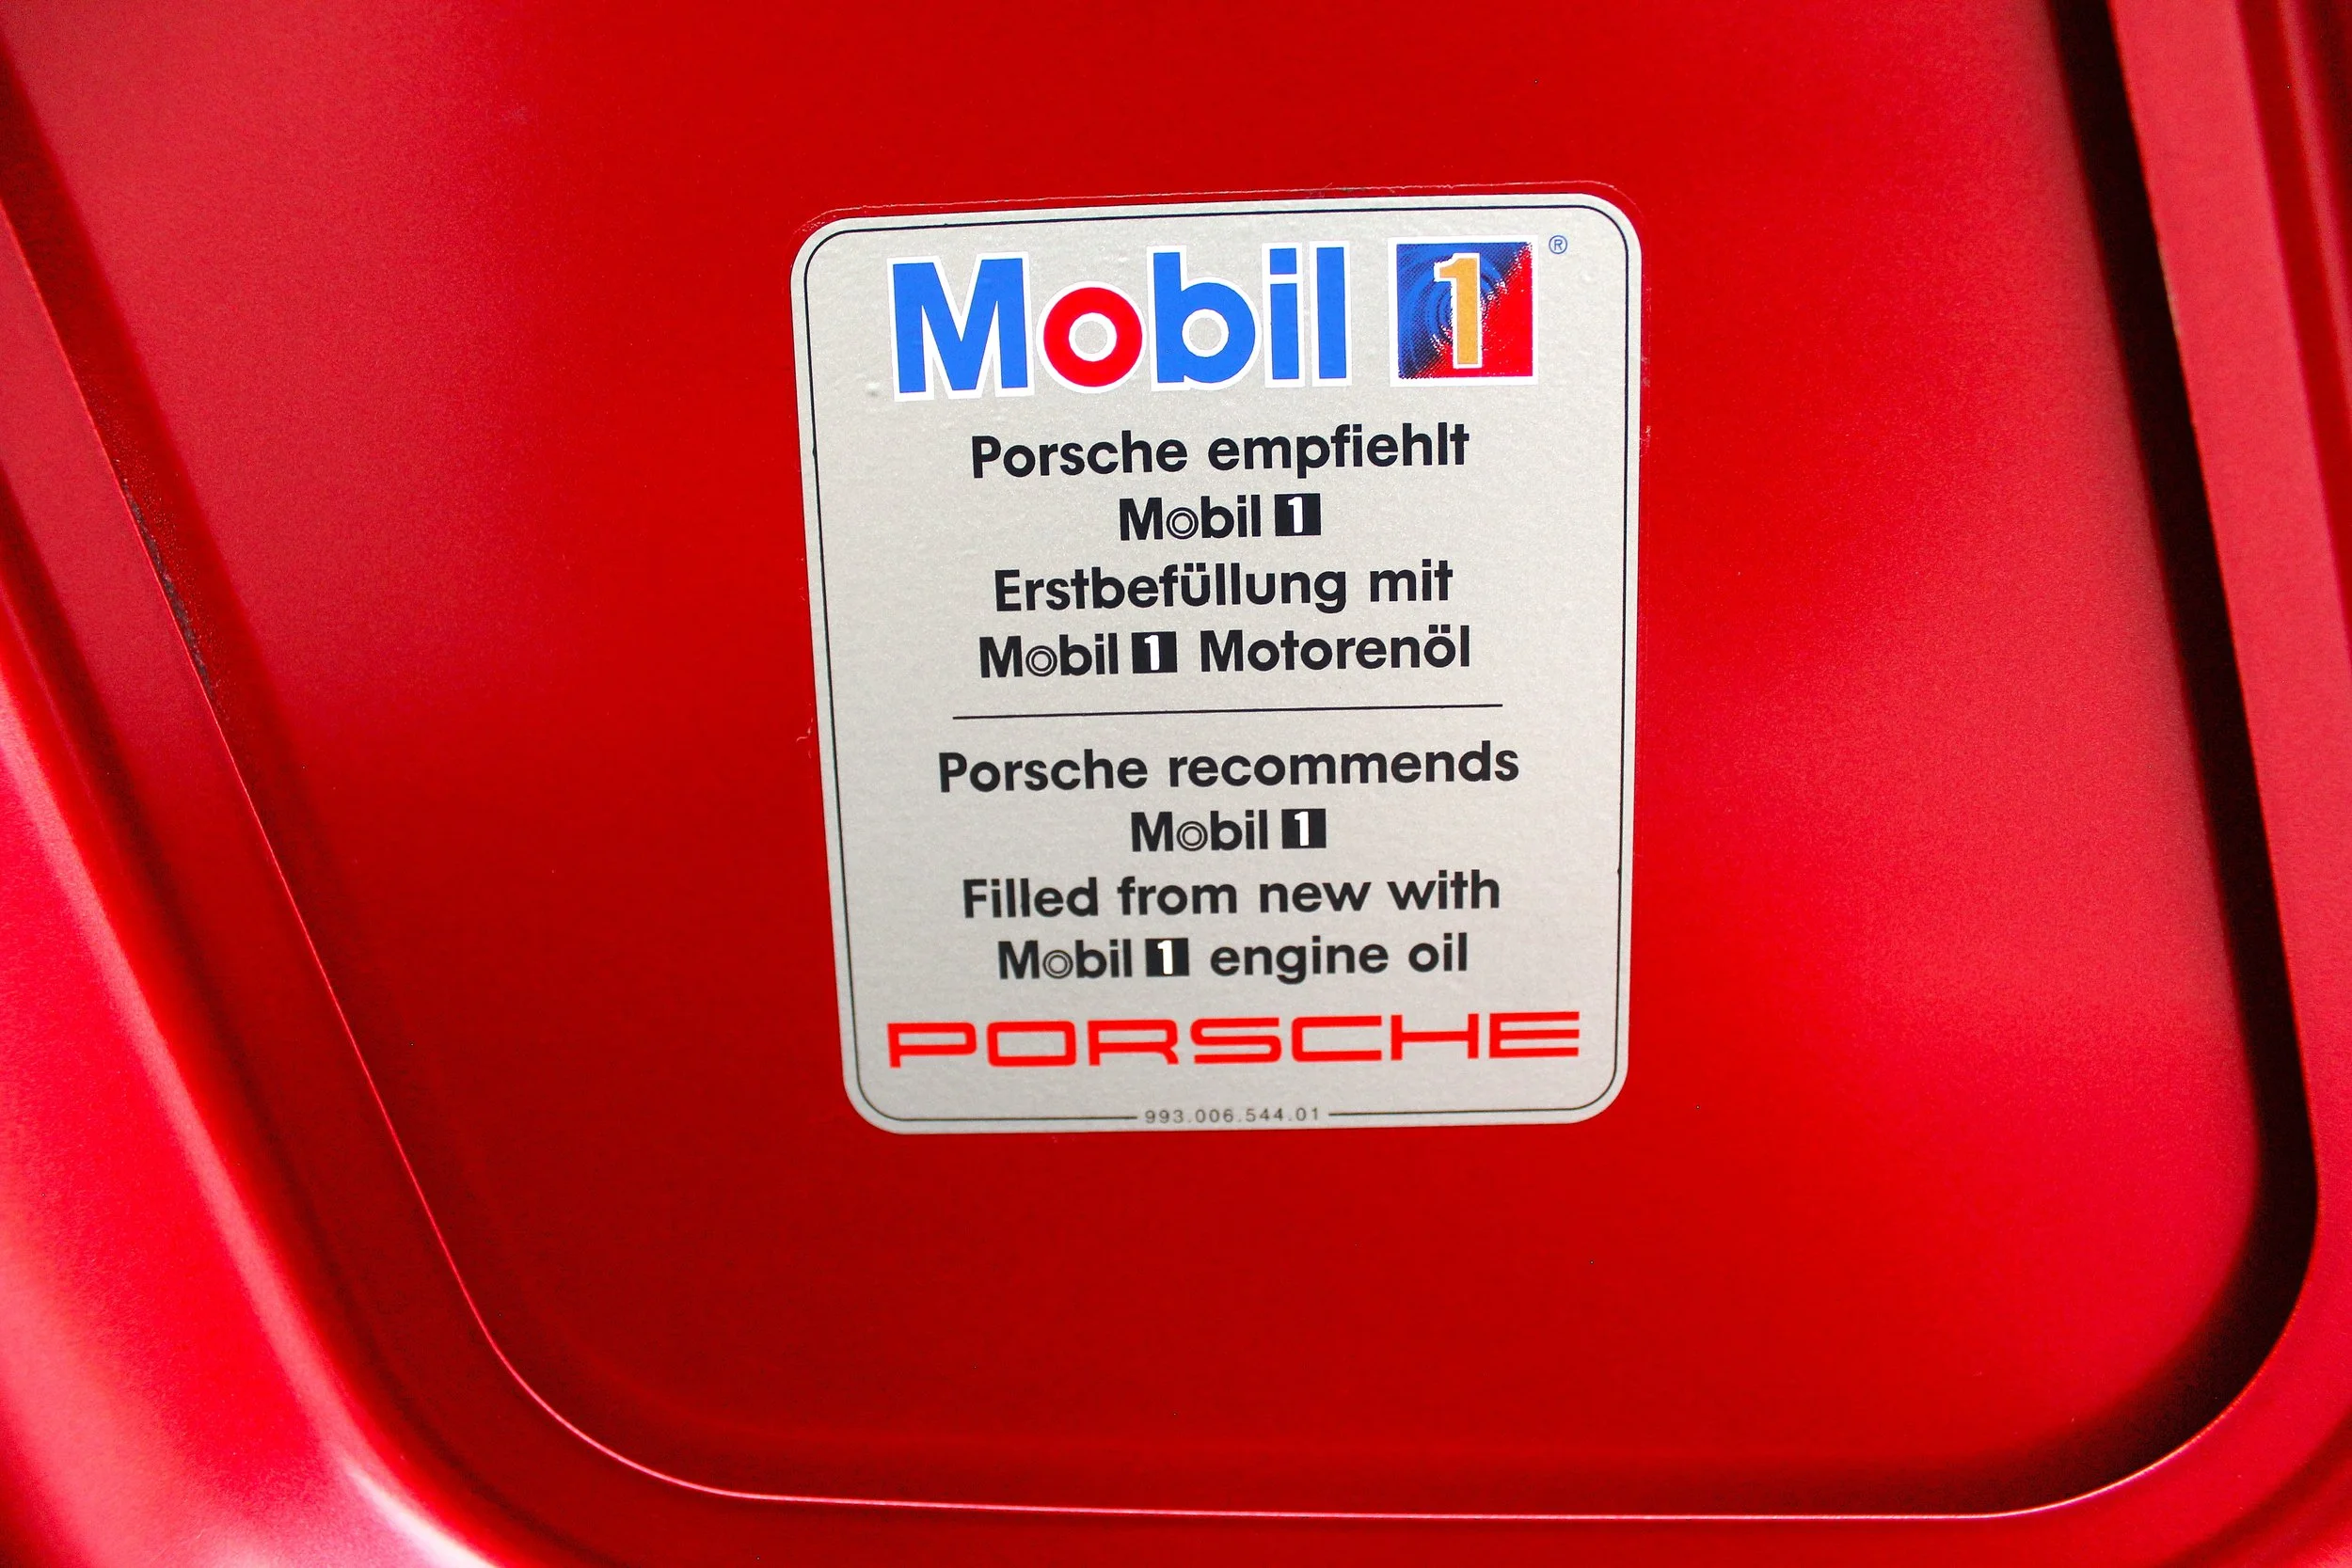 Mobil 1 ®
Porsche empfiehlt
Mobil 1
Erstbefüllung mit
Mobil 1 Motorenöl
Porsche recommends
Mobil 1
Filled from new with
Mobil 1 engine oil
PORSCHE
993.006.544.01